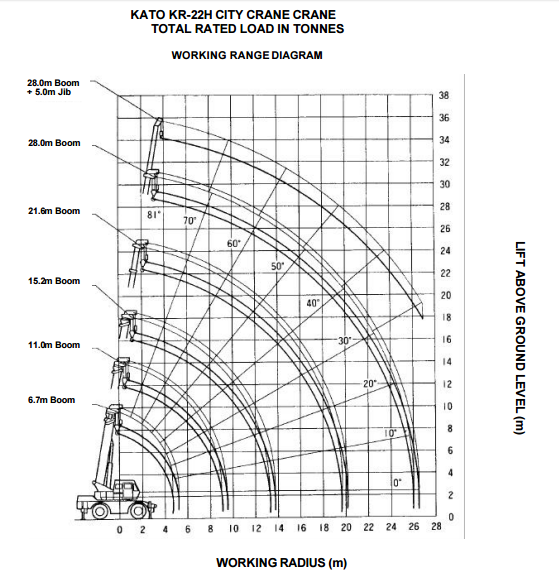 KATO KR-22H CITY CRANE CRANE
TOTAL RATED LOAD IN TONNES
WORKING RANGE DIAGRAM
28.0m Boom
+ 5.0m Jib
28.0m Boom
21.6m Boom
15.2m Boom
11.0m Boom
6.7m Boom
81°
70°
60°
50°
40°
30°
20°
10°
0°
38
36
34
32
30
28
26
24
22
20
18
16
14
12
10
8
6
4
2
0
LIFT ABOVE GROUND LEVEL (m)
0 2 4 6 8 10 12 14 16 18 20 22 24 26 28
WORKING RADIUS (m)